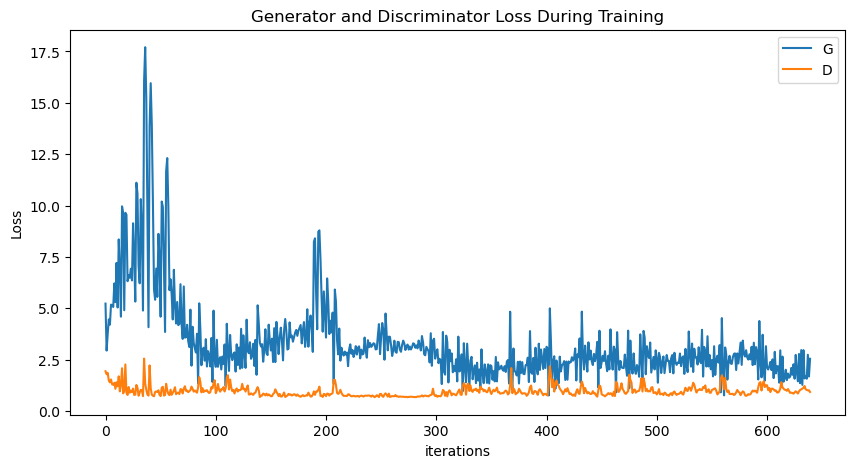 Generator and Discriminator Loss During Training
G
D
Loss
17.5
15.0
12.5
10.0
7.5
5.0
2.5
0.0
0 100 200 300 400 500 600
iterations